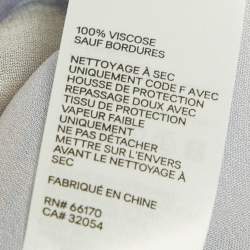 100% VISCOSE
SAUF BORDURES
NETTOYAGE À SEC
UNIQUEMENT CODE F AVEC
HOUSSE DE PROTECTION
REPASSAGE DOUX AVEC
TISSU DE PROTECTION
VAPEUR FAIBLE
UNIQUEMENT
NE PAS DÉTACHER
METTRE SUR L'ENVERS
AVANT LE NETTOYAGE À
SEC
FABRIQUÉ EN CHINE
RN# 66170
CA# 32054